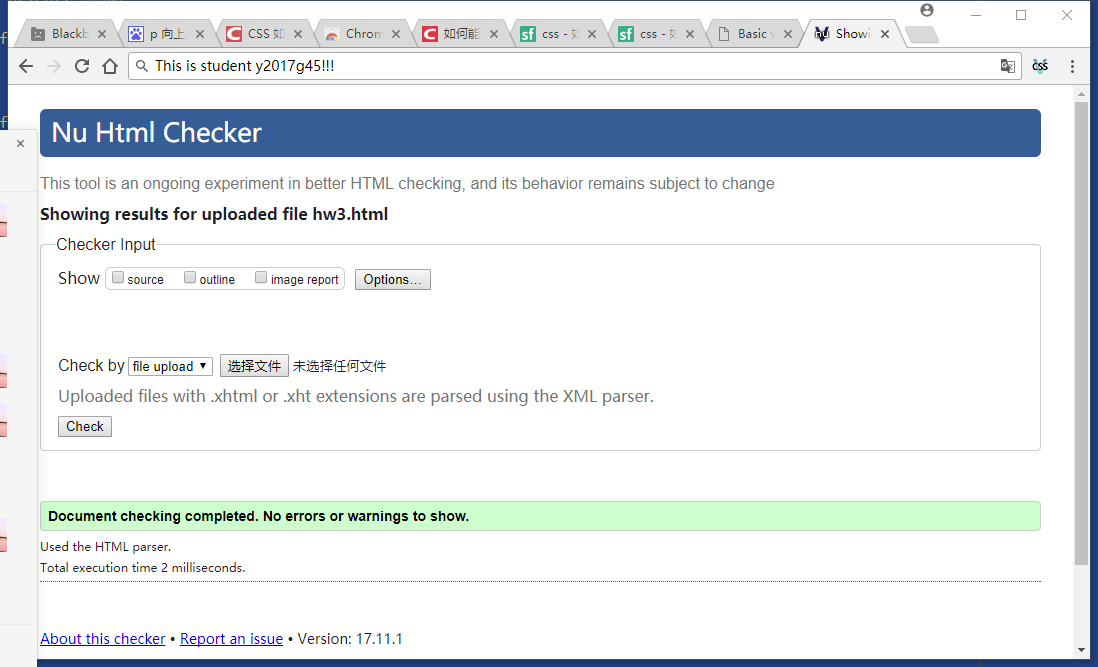 Blackb
p 向上
CSS 如
Chrom
如何能
css - 如
css - 如
Basic
Showi
This is student y2017g45!!!
Nu Html Checker
This tool is an ongoing experiment in better HTML checking, and its behavior remains subject to change
Showing results for uploaded file hw3.html
Checker Input
Show source outline image report Options...
Check by file upload 选择文件 未选择任何文件
Uploaded files with .xhtml or .xht extensions are parsed using the XML parser.
Check
Document checking completed. No errors or warnings to show.
Used the HTML parser.
Total execution time 2 milliseconds.
About this checker • Report an issue • Version: 17.11.1